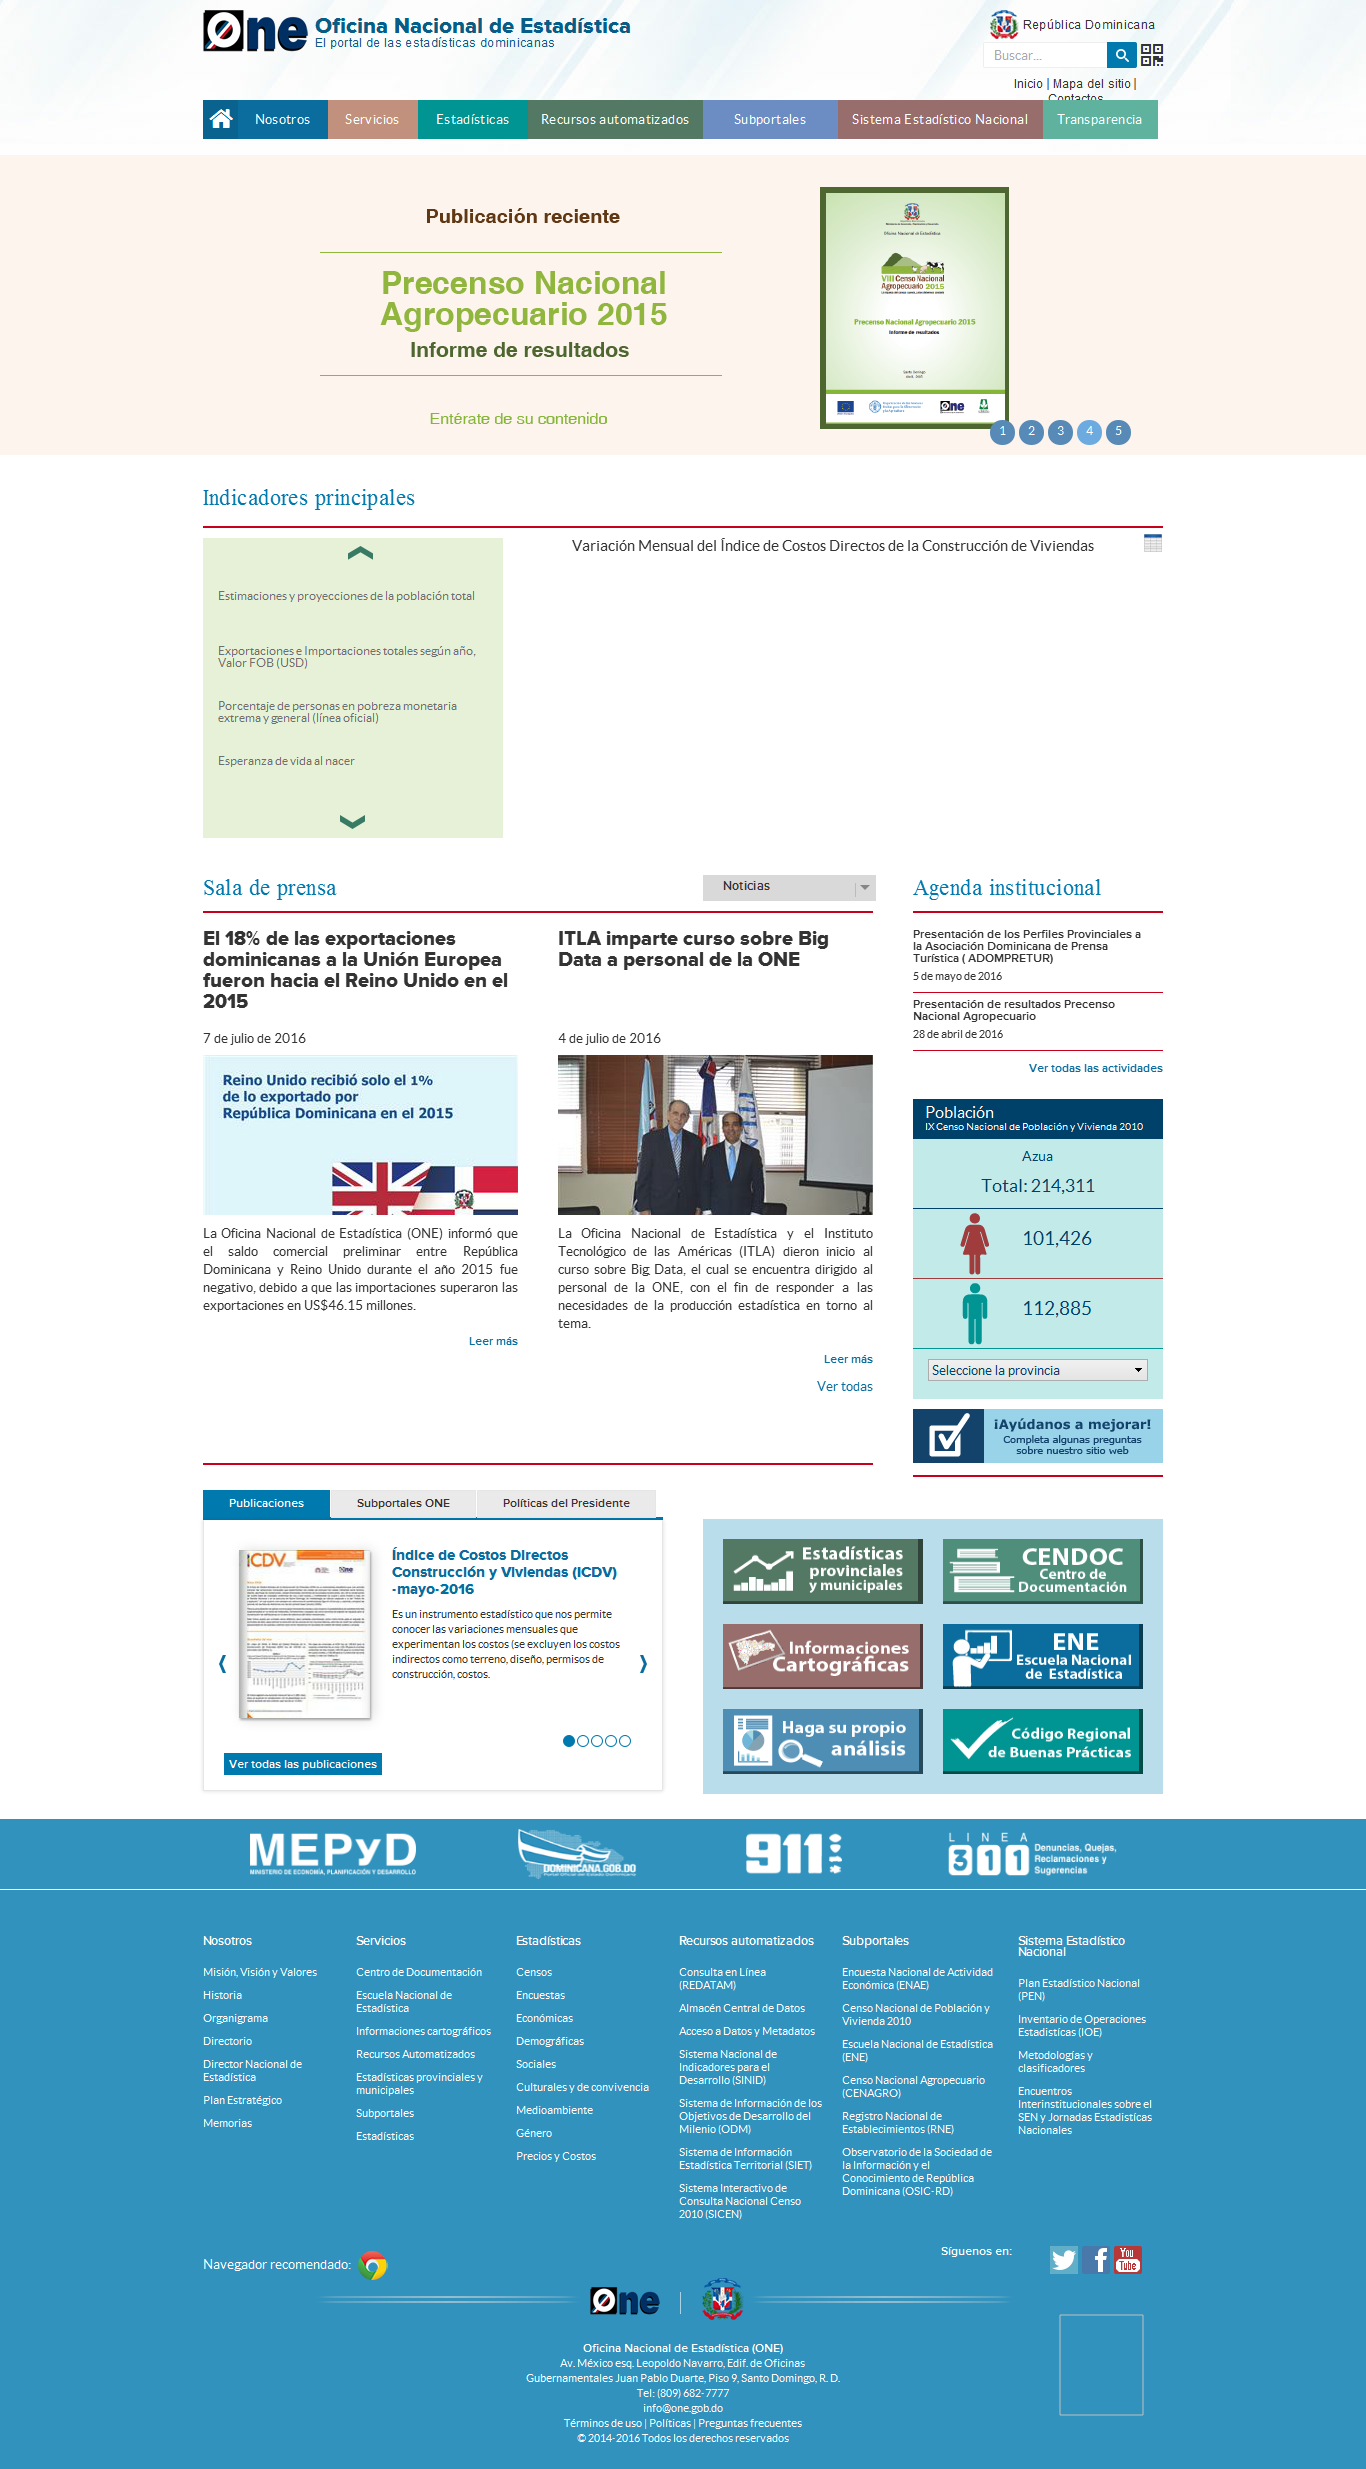 One
Oficina Nacional de Estadística
El portal de las estadísticas dominicanas
República Dominicana
Buscar...
Inicio | Mapa del sitio |
Contactos
Nosotros
Servicios
Estadísticas
Recursos automatizados
Subportales
Sistema Estadístico Nacional
Transparencia
Publicación reciente
Precenso Nacional
Agropecuario 2015
Informe de resultados
Entérate de su contenido
Oficina Nacional de Estadística
VIII Censo Nacional
Agropecuario 2015
Precenso Nacional Agropecuario 2015
Informe de resultados
One
1 2 3 4 5
Indicadores principales
Estimaciones y proyecciones de la población total
Exportaciones e Importaciones totales según año,
Valor FOB (USD)
Porcentaje de personas en pobreza monetaria
extrema y general (línea oficial)
Esperanza de vida al nacer
Variación Mensual del Índice de Costos Directos de la Construcción de Viviendas
Sala de prensa
Noticias
El 18% de las exportaciones
dominicanas a la Unión Europea
fueron hacia el Reino Unido en el
2015
7 de julio de 2016
Reino Unido recibió solo el 1%
de lo exportado por
República Dominicana en el 2015
La Oficina Nacional de Estadística (ONE) informó que
el saldo comercial preliminar entre República
Dominicana y Reino Unido durante el año 2015 fue
negativo, debido a que las importaciones superaron las
exportaciones en US$46.15 millones.
Leer más
ITLA imparte curso sobre Big
Data a personal de la ONE
4 de julio de 2016
La Oficina Nacional de Estadística y el Instituto
Tecnológico de las Américas (ITLA) dieron inicio al
curso sobre Big Data, el cual se encuentra dirigido al
personal de la ONE, con el fin de responder a las
necesidades de la producción estadística en torno al
tema.
Leer más
Ver todas
Agenda institucional
Presentación de los Perfiles Provinciales a
la Asociación Dominicana de Prensa
Turística ( ADOMPRETUR)
5 de mayo de 2016
Presentación de resultados Precenso
Nacional Agropecuario
28 de abril de 2016
Ver todas las actividades
Población
IX Censo Nacional de Población y Vivienda 2010
Azua
Total: 214,311
101,426
112,885
Seleccione la provincia
¡Ayúdanos a mejorar!
Completa algunas preguntas
sobre nuestro sitio web
Publicaciones
Subportales ONE
Políticas del Presidente
ICDV
Índice de Costos Directos
Construcción y Viviendas (ICDV)
-mayo-2016
Es un instrumento estadístico que nos permite
conocer las variaciones mensuales que
experimentan los costos (se excluyen los costos
indirectos como terreno, diseño, permisos de
construcción, costos.
Ver todas las publicaciones
Estadísticas
provinciales
y municipales
CENDOC
Centro de
Documentación
Informaciones
Cartográficas
ENE
Escuela Nacional
de Estadística
Haga su propio
análisis
Código Regional
de Buenas Prácticas
MEPyD
MINISTERIO DE ECONOMÍA, PLANIFICACIÓN Y DESARROLLO
DOMINICANA.GOB.DO
911
LINEA
311
Denuncias, Quejas,
Reclamaciones y
Sugerencias
Nosotros
Misión, Visión y Valores
Historia
Organigrama
Directorio
Director Nacional de
Estadística
Plan Estratégico
Memorias
Servicios
Centro de Documentación
Escuela Nacional de
Estadística
Informaciones cartográficos
Recursos Automatizados
Estadísticas provinciales y
municipales
Subportales
Estadísticas
Estadísticas
Censos
Encuestas
Económicas
Demográficas
Sociales
Culturales y de convivencia
Medioambiente
Género
Precios y Costos
Recursos automatizados
Consulta en Línea
(REDATAM)
Almacén Central de Datos
Acceso a Datos y Metadatos
Sistema Nacional de
Indicadores para el
Desarrollo (SINID)
Sistema de Información de los
Objetivos de Desarrollo del
Milenio (ODM)
Sistema de Información
Estadística Territorial (SIET)
Sistema Interactivo de
Consulta Nacional Censo
2010 (SICEN)
Subportales
Encuesta Nacional de Actividad
Económica (ENAE)
Censo Nacional de Población y
Vivienda 2010
Escuela Nacional de Estadística
(ENE)
Censo Nacional Agropecuario
(CENAGRO)
Registro Nacional de
Establecimientos (RNE)
Observatorio de la Sociedad de
la Información y el
Conocimiento de República
Dominicana (OSIC-RD)
Sistema Estadístico
Nacional
Plan Estadístico Nacional
(PEN)
Inventario de Operaciones
Estadísticas (IOE)
Metodologías y
clasificadores
Encuentros
Interinstitucionales sobre el
SEN y Jornadas Estadísticas
Nacionales
Navegador recomendado:
Síguenos en:
You
Tube
One
Oficina Nacional de Estadística (ONE)
Av. México esq. Leopoldo Navarro, Edif. de Oficinas
Gubernamentales Juan Pablo Duarte, Piso 9, Santo Domingo, R. D.
Tel: (809) 682-7777
info@one.gob.do
Términos de uso | Políticas | Preguntas frecuentes
© 2014-2016 Todos los derechos reservados